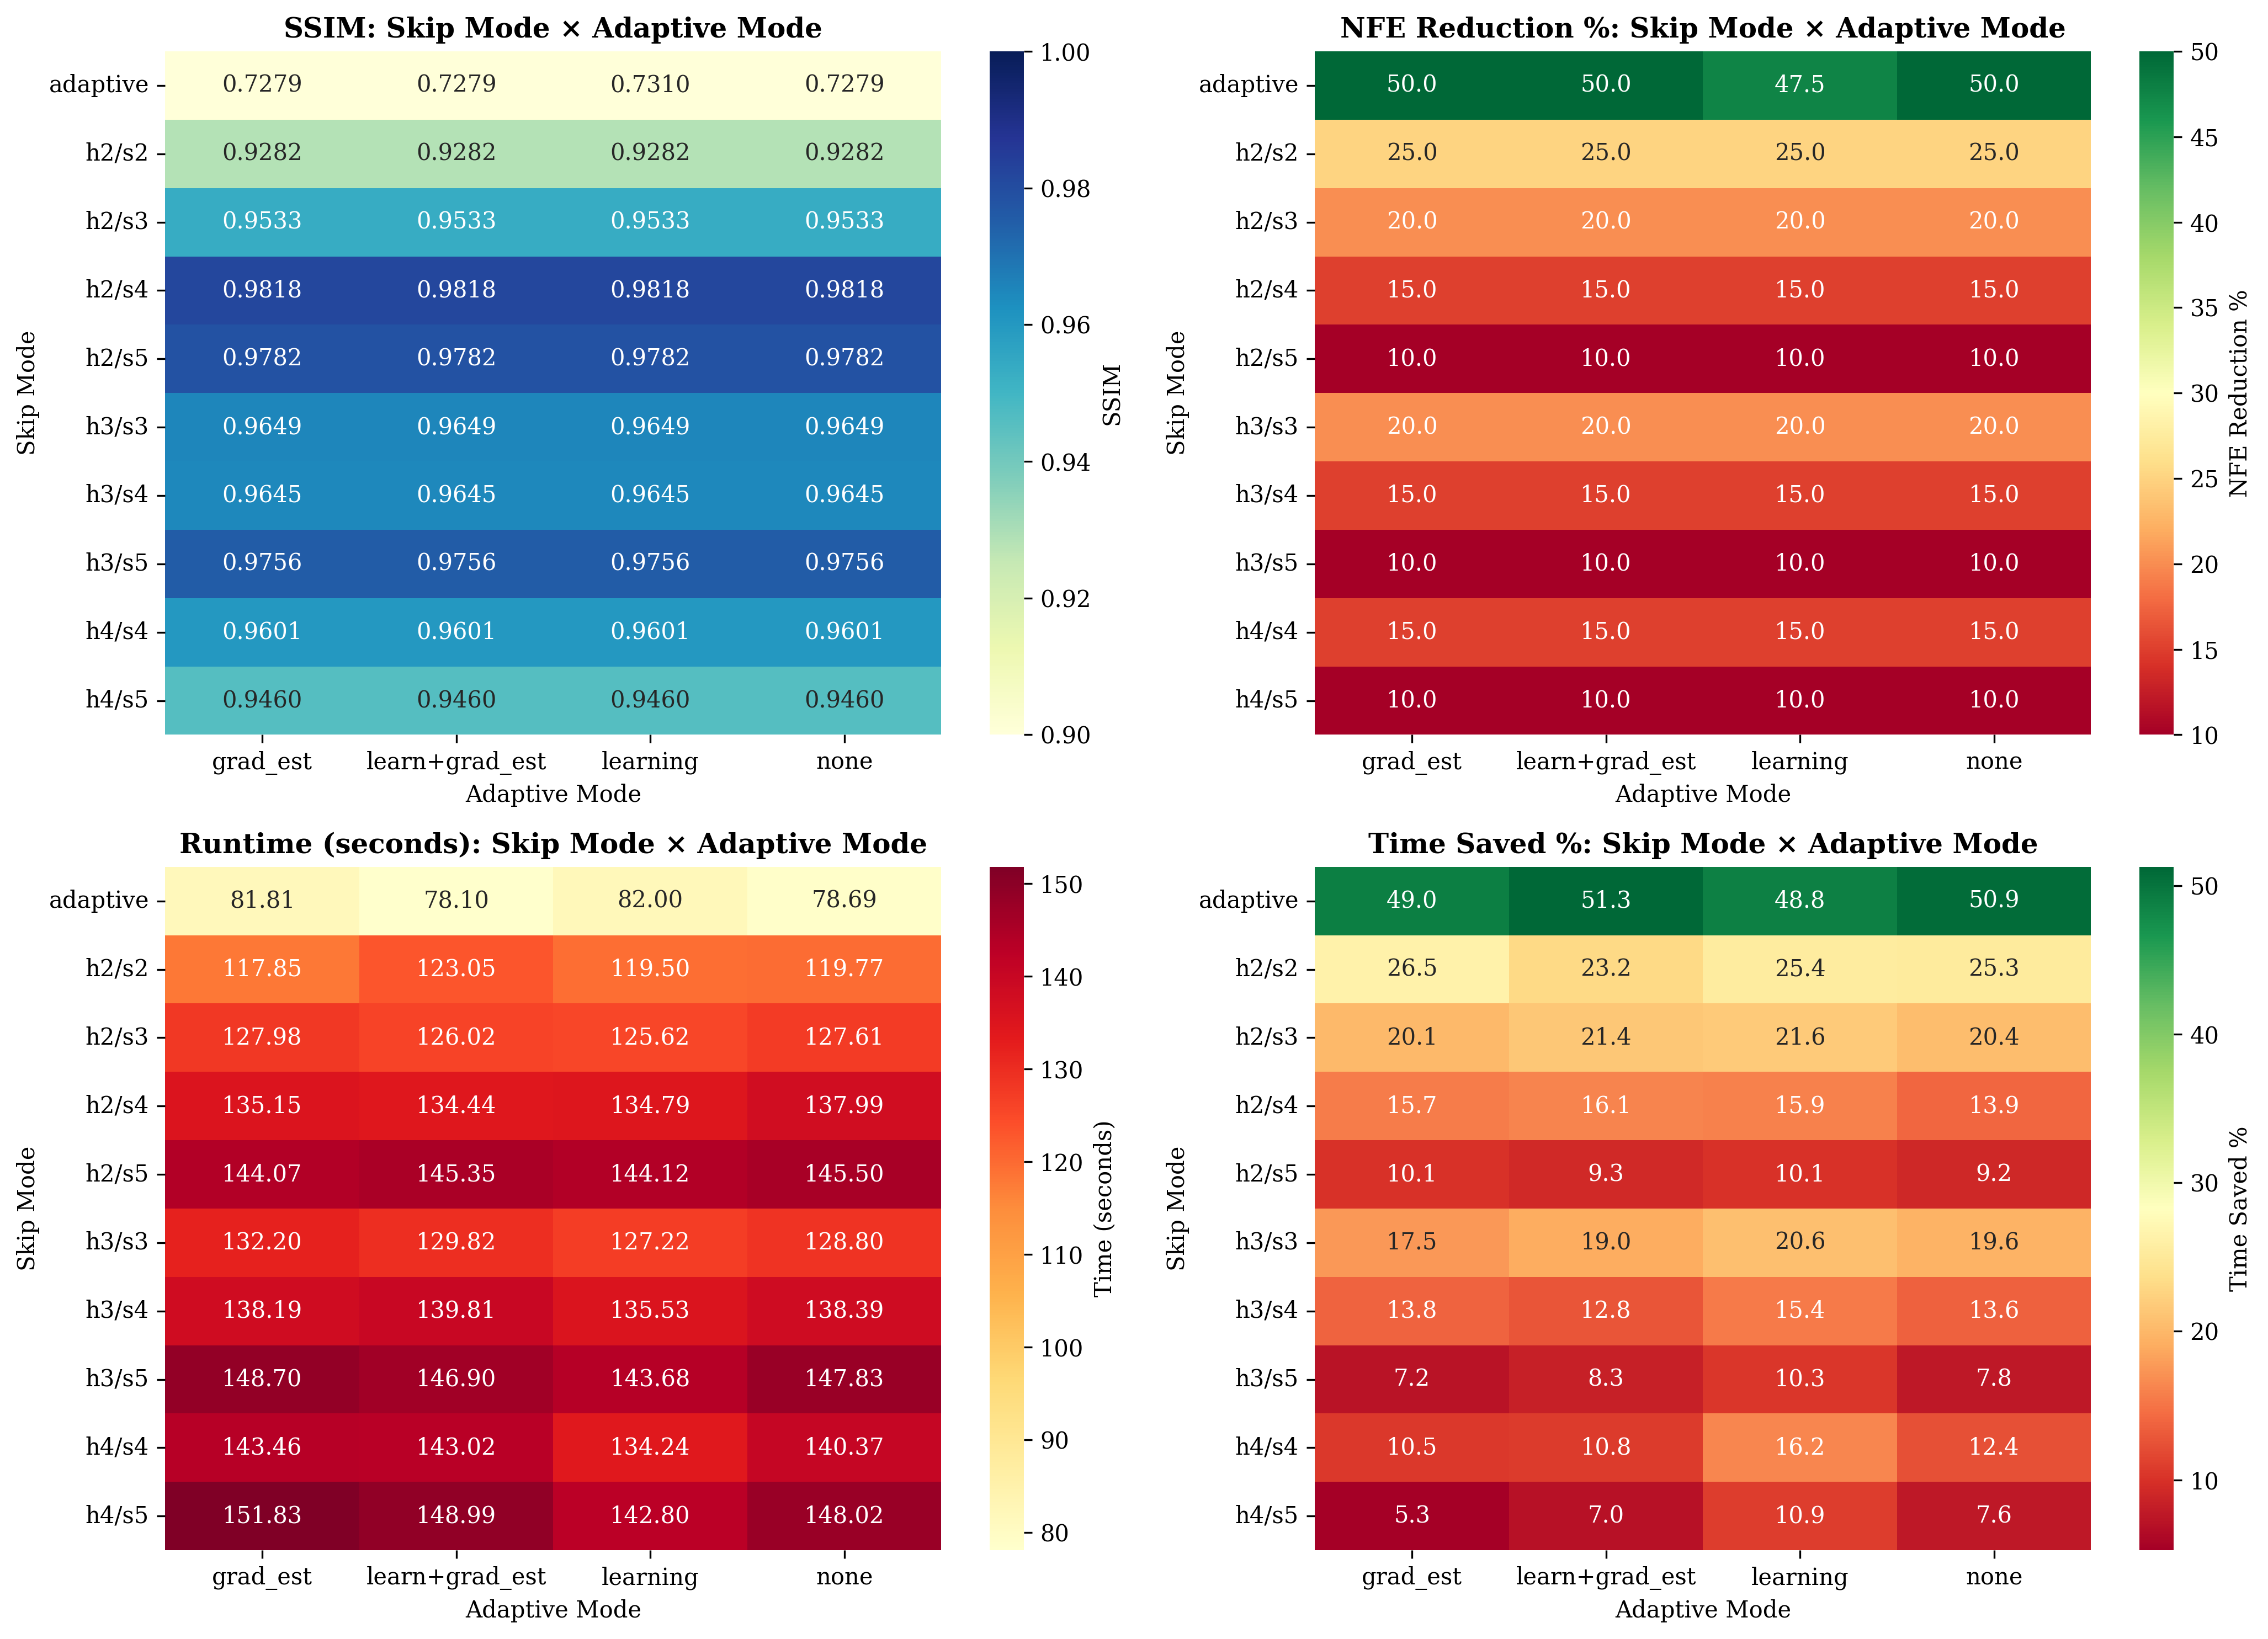 SSIM: Skip Mode × Adaptive Mode
Skip Mode
adaptive 0.7279 0.7279 0.7310 0.7279
h2/s2 0.9282 0.9282 0.9282 0.9282
h2/s3 0.9533 0.9533 0.9533 0.9533
h2/s4 0.9818 0.9818 0.9818 0.9818
h2/s5 0.9782 0.9782 0.9782 0.9782
h3/s3 0.9649 0.9649 0.9649 0.9649
h3/s4 0.9645 0.9645 0.9645 0.9645
h3/s5 0.9756 0.9756 0.9756 0.9756
h4/s4 0.9601 0.9601 0.9601 0.9601
h4/s5 0.9460 0.9460 0.9460 0.9460
grad_est learn+grad_est learning none
Adaptive Mode
1.00
0.98
0.96
0.94
0.92
0.90
SSIM
NFE Reduction %: Skip Mode × Adaptive Mode
Skip Mode
adaptive 50.0 50.0 47.5 50.0
h2/s2 25.0 25.0 25.0 25.0
h2/s3 20.0 20.0 20.0 20.0
h2/s4 15.0 15.0 15.0 15.0
h2/s5 10.0 10.0 10.0 10.0
h3/s3 20.0 20.0 20.0 20.0
h3/s4 15.0 15.0 15.0 15.0
h3/s5 10.0 10.0 10.0 10.0
h4/s4 15.0 15.0 15.0 15.0
h4/s5 10.0 10.0 10.0 10.0
grad_est learn+grad_est learning none
Adaptive Mode
50
45
40
35
30
25
20
15
10
NFE Reduction %
Runtime (seconds): Skip Mode × Adaptive Mode
Skip Mode
adaptive 81.81 78.10 82.00 78.69
h2/s2 117.85 123.05 119.50 119.77
h2/s3 127.98 126.02 125.62 127.61
h2/s4 135.15 134.44 134.79 137.99
h2/s5 144.07 145.35 144.12 145.50
h3/s3 132.20 129.82 127.22 128.80
h3/s4 138.19 139.81 135.53 138.39
h3/s5 148.70 146.90 143.68 147.83
h4/s4 143.46 143.02 134.24 140.37
h4/s5 151.83 148.99 142.80 148.02
grad_est learn+grad_est learning none
Adaptive Mode
150
140
130
120
110
100
90
80
Time (seconds)
Time Saved %: Skip Mode × Adaptive Mode
Skip Mode
adaptive 49.0 51.3 48.8 50.9
h2/s2 26.5 23.2 25.4 25.3
h2/s3 20.1 21.4 21.6 20.4
h2/s4 15.7 16.1 15.9 13.9
h2/s5 10.1 9.3 10.1 9.2
h3/s3 17.5 19.0 20.6 19.6
h3/s4 13.8 12.8 15.4 13.6
h3/s5 7.2 8.3 10.3 7.8
h4/s4 10.5 10.8 16.2 12.4
h4/s5 5.3 7.0 10.9 7.6
grad_est learn+grad_est learning none
Adaptive Mode
50
40
30
20
10
Time Saved %